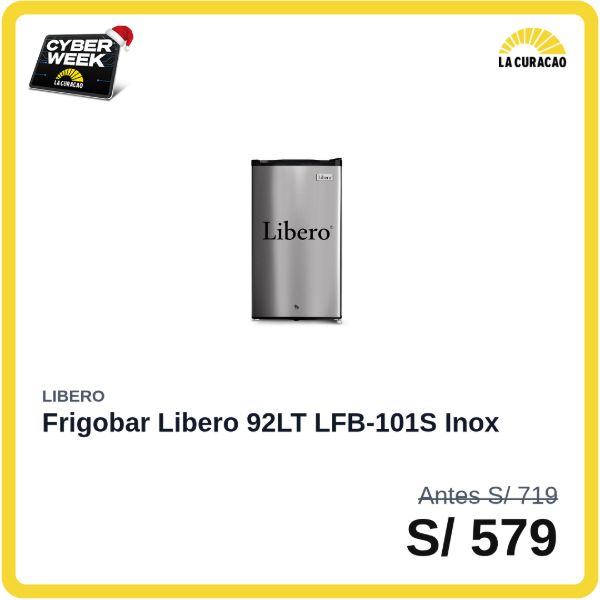 CYBER
WEEK
LA CURACAO
LA CURACAO
Libero
Libero
LIBERO
Frigobar Libero 92LT LFB-101S Inox
Antes S/ 719
S/ 579